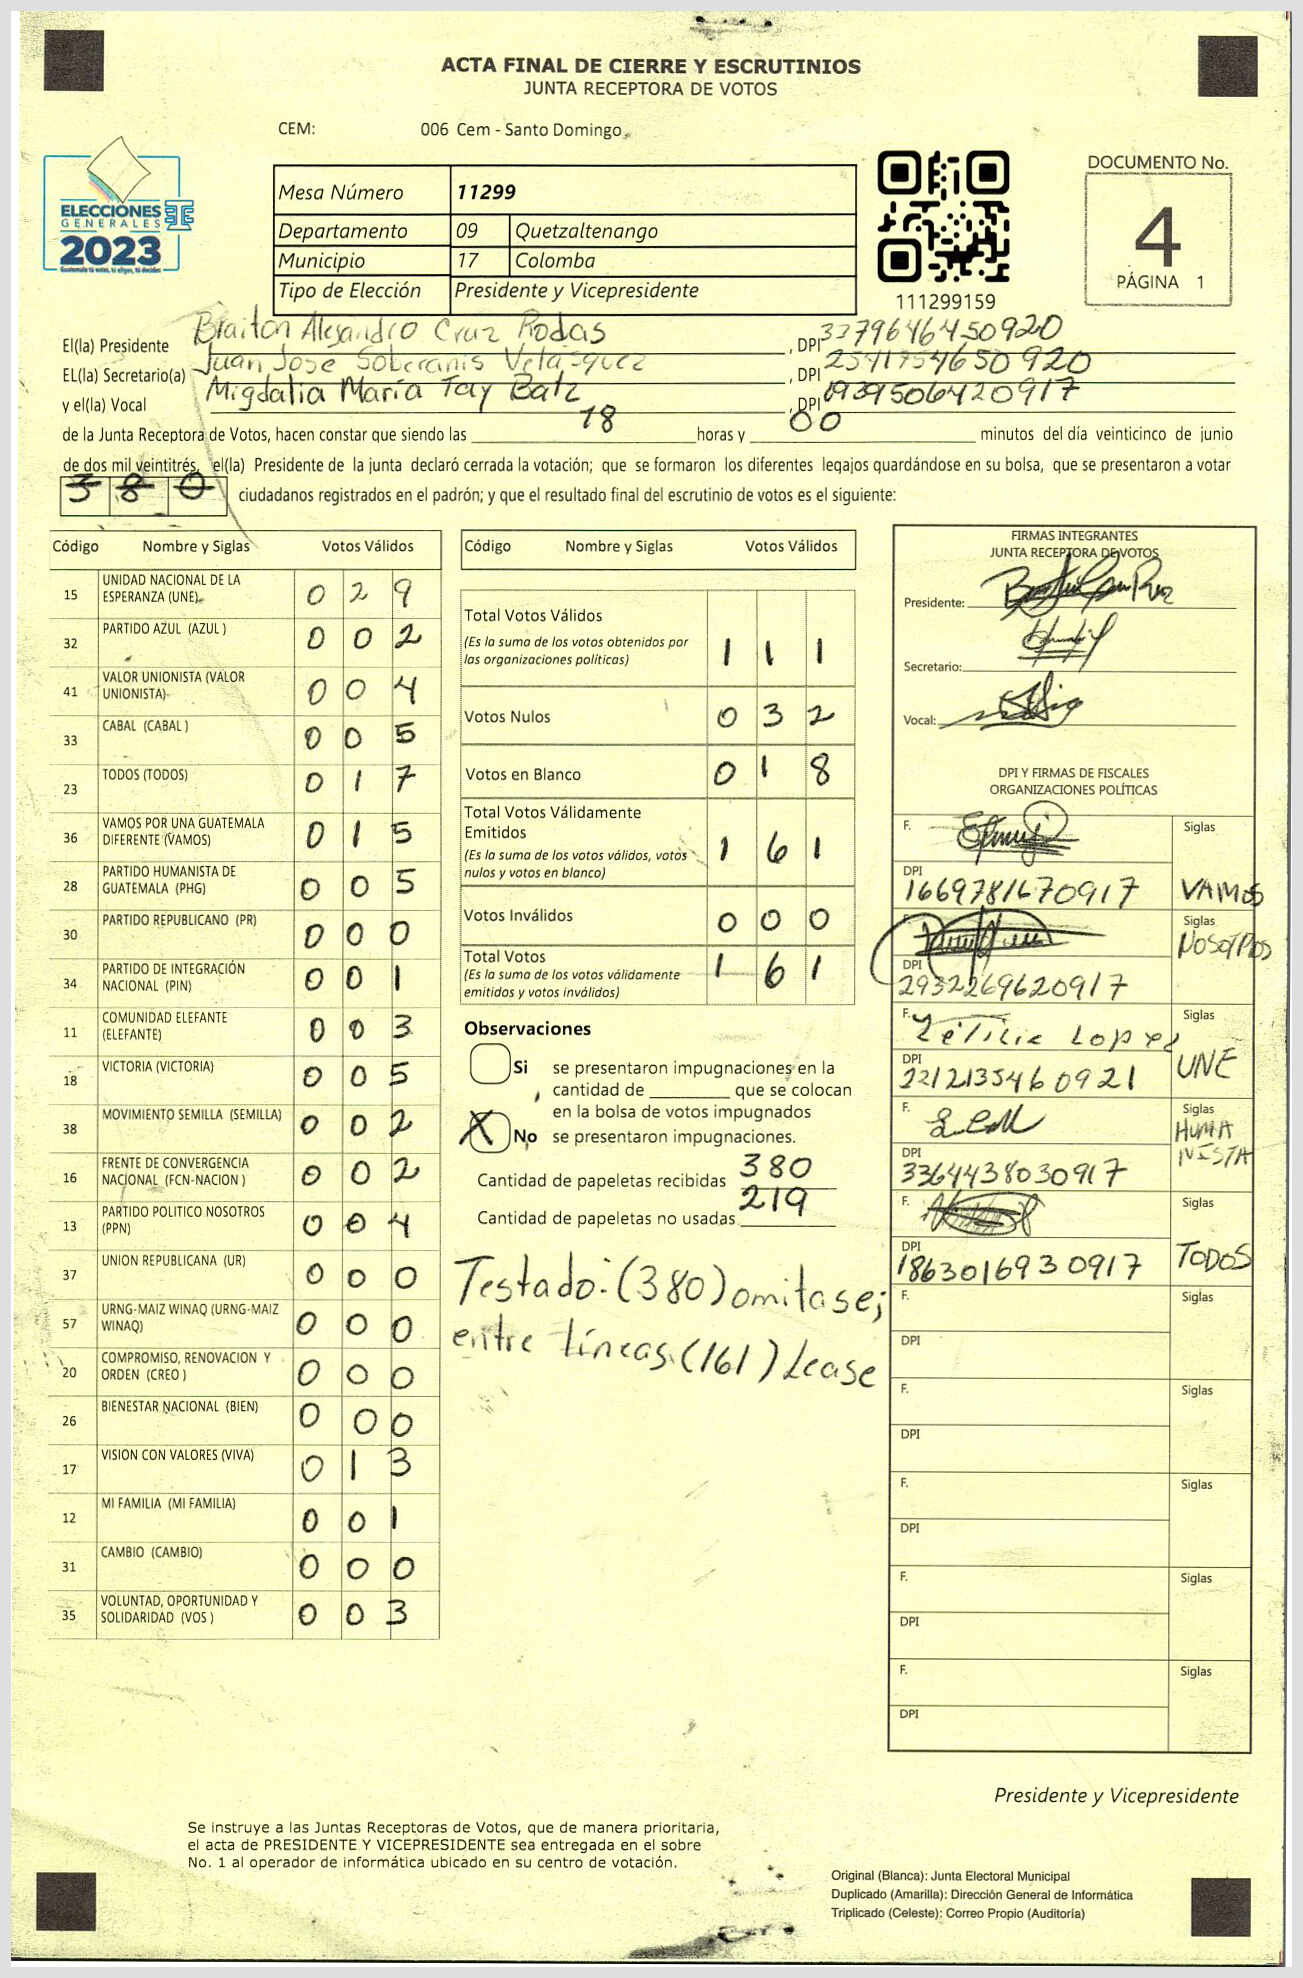 ACTA FINAL DE CIERRE Y ESCRUTINIOS
JUNTA RECEPTORA DE VOTOS
CEM: 006 Cem - Santo Domingo
ELECCIONES
GENERALES
2023
Guatemala tú votas, tú eliges, tú decides
Mesa Número 11299
Departamento 09 Quetzaltenango
Municipio 17 Colomba
Tipo de Elección Presidente y Vicepresidente
111299159
DOCUMENTO No.
4
PÁGINA 1
El(la) Presidente Braiton Alejandro Cruz Rodas, DPI 3379646450920
EL(la) Secretario(a) Juan Jose Soberanis Velasquez, DPI 2541754650920
y el(la) Vocal Migdalia María Tay Batz, DPI 1939506420917
de la Junta Receptora de Votos, hacen constar que siendo las 18 horas y 00 minutos del día veinticinco de junio
de dos mil veintitrés, el(la) Presidente de la junta declaró cerrada la votación; que se formaron los diferentes legajos quardándose en su bolsa, que se presentaron a votar
380 ciudadanos registrados en el padrón; y que el resultado final del escrutinio de votos es el siguiente:
Código Nombre y Siglas Votos Válidos
15 UNIDAD NACIONAL DE LA ESPERANZA (UNE) 0 2 9
32 PARTIDO AZUL (AZUL ) 0 0 2
41 VALOR UNIONISTA (VALOR UNIONISTA) 0 0 4
33 CABAL (CABAL ) 0 0 5
23 TODOS (TODOS) 0 1 7
36 VAMOS POR UNA GUATEMALA DIFERENTE (VAMOS) 0 1 5
28 PARTIDO HUMANISTA DE GUATEMALA (PHG) 0 0 5
30 PARTIDO REPUBLICANO (PR) 0 0 0
34 PARTIDO DE INTEGRACIÓN NACIONAL (PIN) 0 0 1
11 COMUNIDAD ELEFANTE (ELEFANTE) 0 0 3
18 VICTORIA (VICTORIA) 0 0 5
38 MOVIMIENTO SEMILLA (SEMILLA) 0 0 2
16 FRENTE DE CONVERGENCIA NACIONAL (FCN-NACION ) 0 0 2
13 PARTIDO POLITICO NOSOTROS (PPN) 0 0 4
37 UNION REPUBLICANA (UR) 0 0 0
57 URNG-MAIZ WINAQ (URNG-MAIZ WINAQ) 0 0 0
20 COMPROMISO, RENOVACION Y ORDEN (CREO ) 0 0 0
26 BIENESTAR NACIONAL (BIEN) 0 0 0
17 VISION CON VALORES (VIVA) 0 1 3
12 MI FAMILIA (MI FAMILIA) 0 0 1
31 CAMBIO (CAMBIO) 0 0 0
35 VOLUNTAD, OPORTUNIDAD Y SOLIDARIDAD (VOS ) 0 0 3
Código Nombre y Siglas Votos Válidos
Total Votos Válidos
(Es la suma de los votos obtenidos por
las organizaciones políticas) 1 1 1
Votos Nulos 0 3 2
Votos en Blanco 0 1 8
Total Votos Válidamente
Emitidos
(Es la suma de los votos válidos, votos
nulos y votos en blanco) 1 6 1
Votos Inválidos 0 0 0
Total Votos
(Es la suma de los votos válidamente
emitidos y votos inválidos) 1 6 1
Observaciones
Si se presentaron impugnaciones en la
cantidad de ________ que se colocan
en la bolsa de votos impugnados
X No se presentaron impugnaciones.
Cantidad de papeletas recibidas 380
Cantidad de papeletas no usadas 219
Testado: (380) omitase;
entre líneas (161) Lease
FIRMAS INTEGRANTES
JUNTA RECEPTORA DE VOTOS
Presidente:
Secretario:
Vocal:
DPI Y FIRMAS DE FISCALES
ORGANIZACIONES POLÍTICAS
F. Siglas
DPI
1669781670917 VAMOS
F. Siglas
NOSOTROS
DPI
2932269620917
F. Siglas
Leticia Lopez UNE
DPI
2212135460921
F. Siglas
HUMA
NISTA
DPI
3364438030917
F. Siglas
DPI
1863016930917 TODOS
F. Siglas
DPI
F. Siglas
DPI
F. Siglas
DPI
F. Siglas
DPI
F. Siglas
DPI
Presidente y Vicepresidente
Se instruye a las Juntas Receptoras de Votos, que de manera prioritaria,
el acta de PRESIDENTE Y VICEPRESIDENTE sea entregada en el sobre
No. 1 al operador de informática ubicado en su centro de votación.
Original (Blanca): Junta Electoral Municipal
Duplicado (Amarilla): Dirección General de Informática
Triplicado (Celeste): Correo Propio (Auditoría)